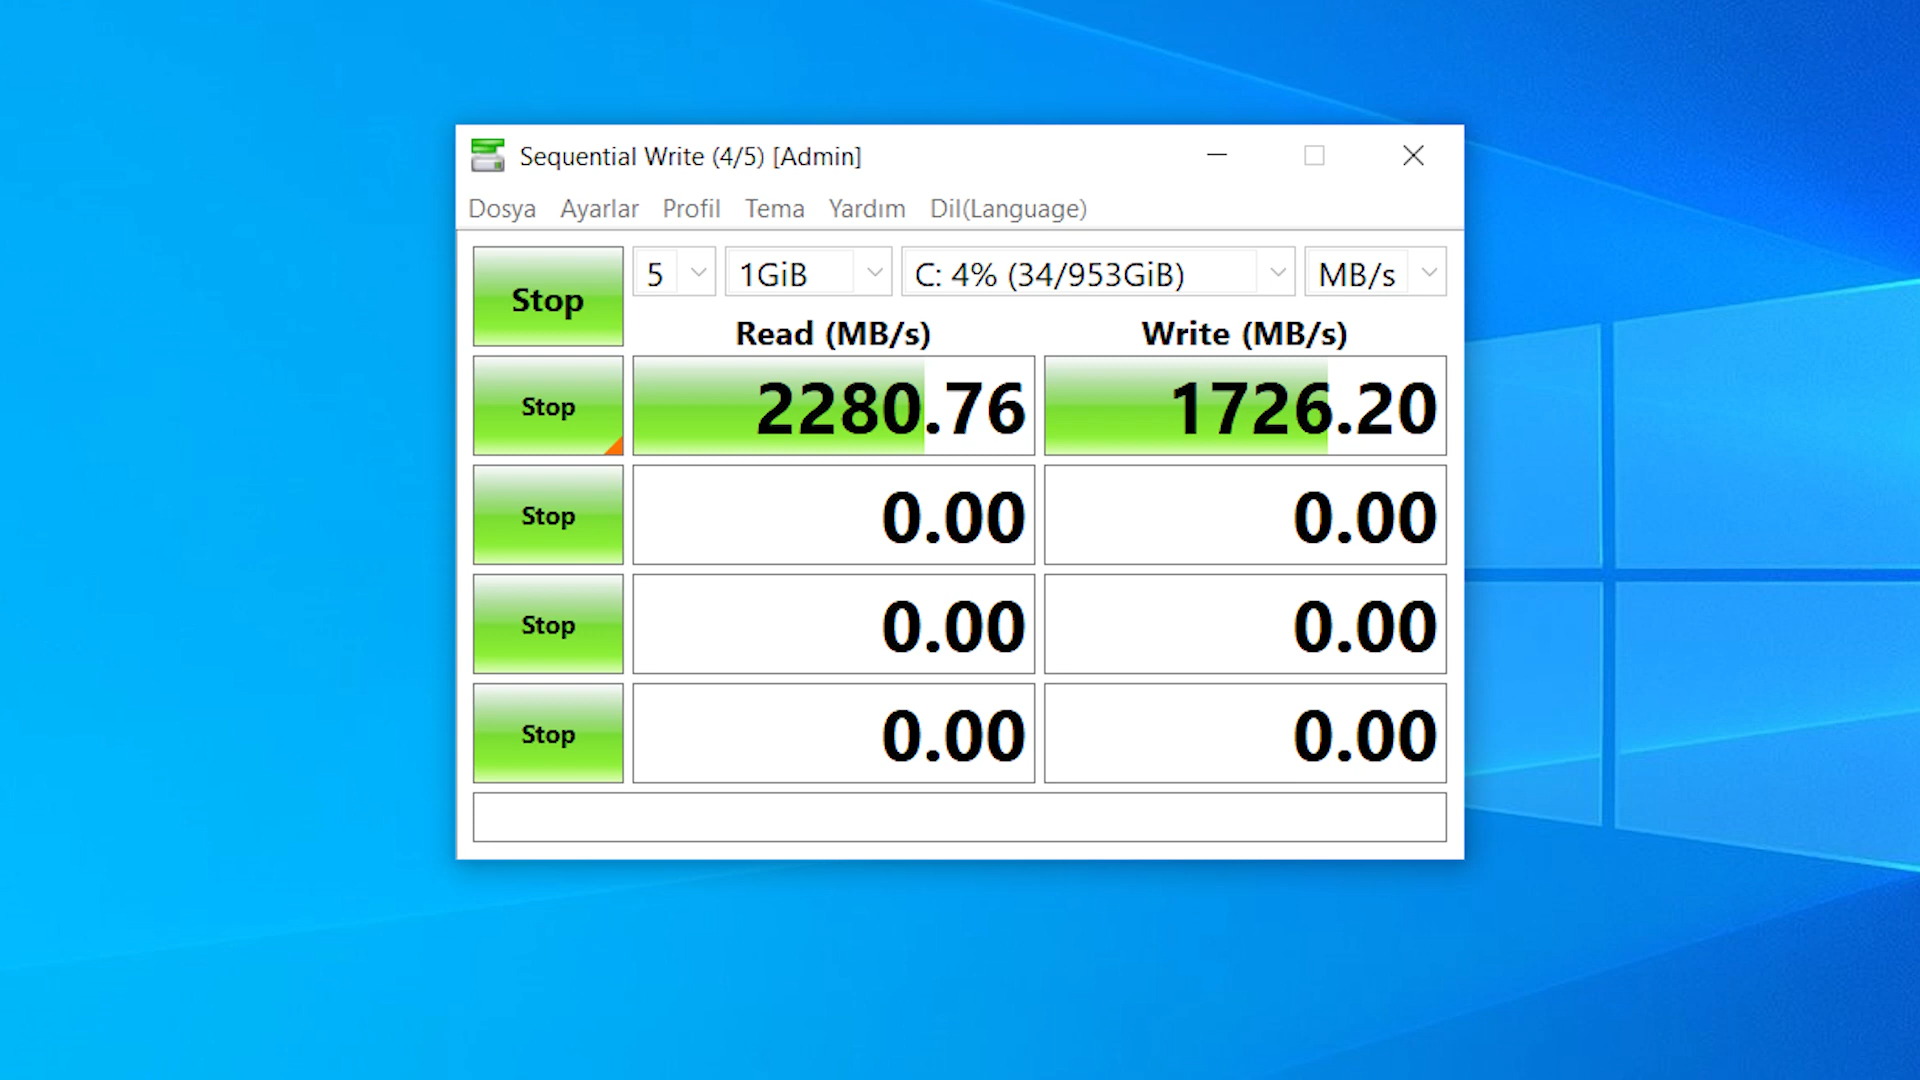 Sequential Write (4/5) [Admin]
Dosya Ayarlar Profil Tema Yardım Dil(Language)
Stop 5 1GiB C: 4% (34/953GiB) MB/s
Read (MB/s) Write (MB/s)
Stop 2280.76 1726.20
Stop 0.00 0.00
Stop 0.00 0.00
Stop 0.00 0.00